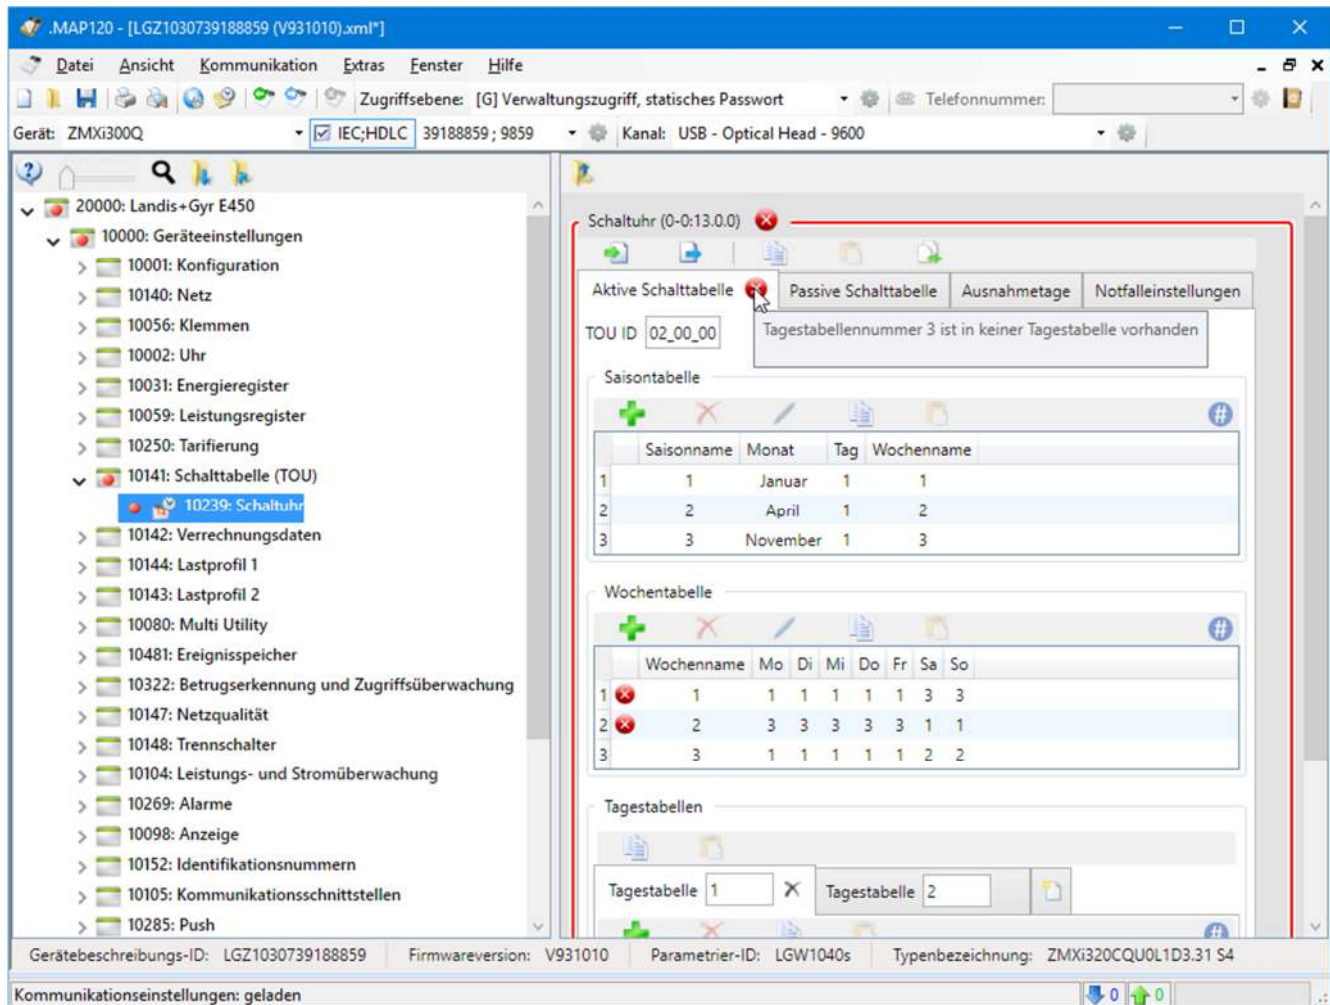 .MAP120 - [LGZ1030739188859 (V931010).xml*]
Datei Ansicht Kommunikation Extras Fenster Hilfe
Zugriffsebene: [G] Verwaltungszugriff, statisches Passwort Telefonnummer:
Gerät: ZMXi300Q IEC;HDLC 39188859 ; 9859 Kanal: USB - Optical Head - 9600
20000: Landis+Gyr E450
10000: Geräteeinstellungen
10001: Konfiguration
10140: Netz
10056: Klemmen
10002: Uhr
10031: Energieregister
10059: Leistungsregister
10250: Tarifierung
10141: Schalttabelle (TOU)
10239: Schaltuhr
10142: Verrechnungsdaten
10144: Lastprofil 1
10143: Lastprofil 2
10080: Multi Utility
10481: Ereignisspeicher
10322: Betrugserkennung und Zugriffsüberwachung
10147: Netzqualität
10148: Trennschalter
10104: Leistungs- und Stromüberwachung
10269: Alarme
10098: Anzeige
10152: Identifikationsnummern
10105: Kommunikationsschnittstellen
10285: Push
Schaltuhr (0-0:13.0.0)
Aktive Schalttabelle Passive Schalttabelle Ausnahmetage Notfalleinstellungen
TOU ID 02_00_00 Tagestabellennummer 3 ist in keiner Tagestabelle vorhanden
Saisontabelle
#
Saisonname Monat Tag Wochenname
1 1 Januar 1 1
2 2 April 1 2
3 3 November 1 3
Wochentabelle
#
Wochenname Mo Di Mi Do Fr Sa So
1 1 1 1 1 1 1 3 3
2 2 3 3 3 3 3 1 1
3 3 1 1 1 1 1 2 2
Tagestabellen
Tagestabelle 1 Tagestabelle 2
#
Gerätebeschreibungs-ID: LGZ1030739188859 Firmwareversion: V931010 Parametrier-ID: LGW1040s Typenbezeichnung: ZMXi320CQU0L1D3.31 S4
Kommunikationseinstellungen: geladen 0 0